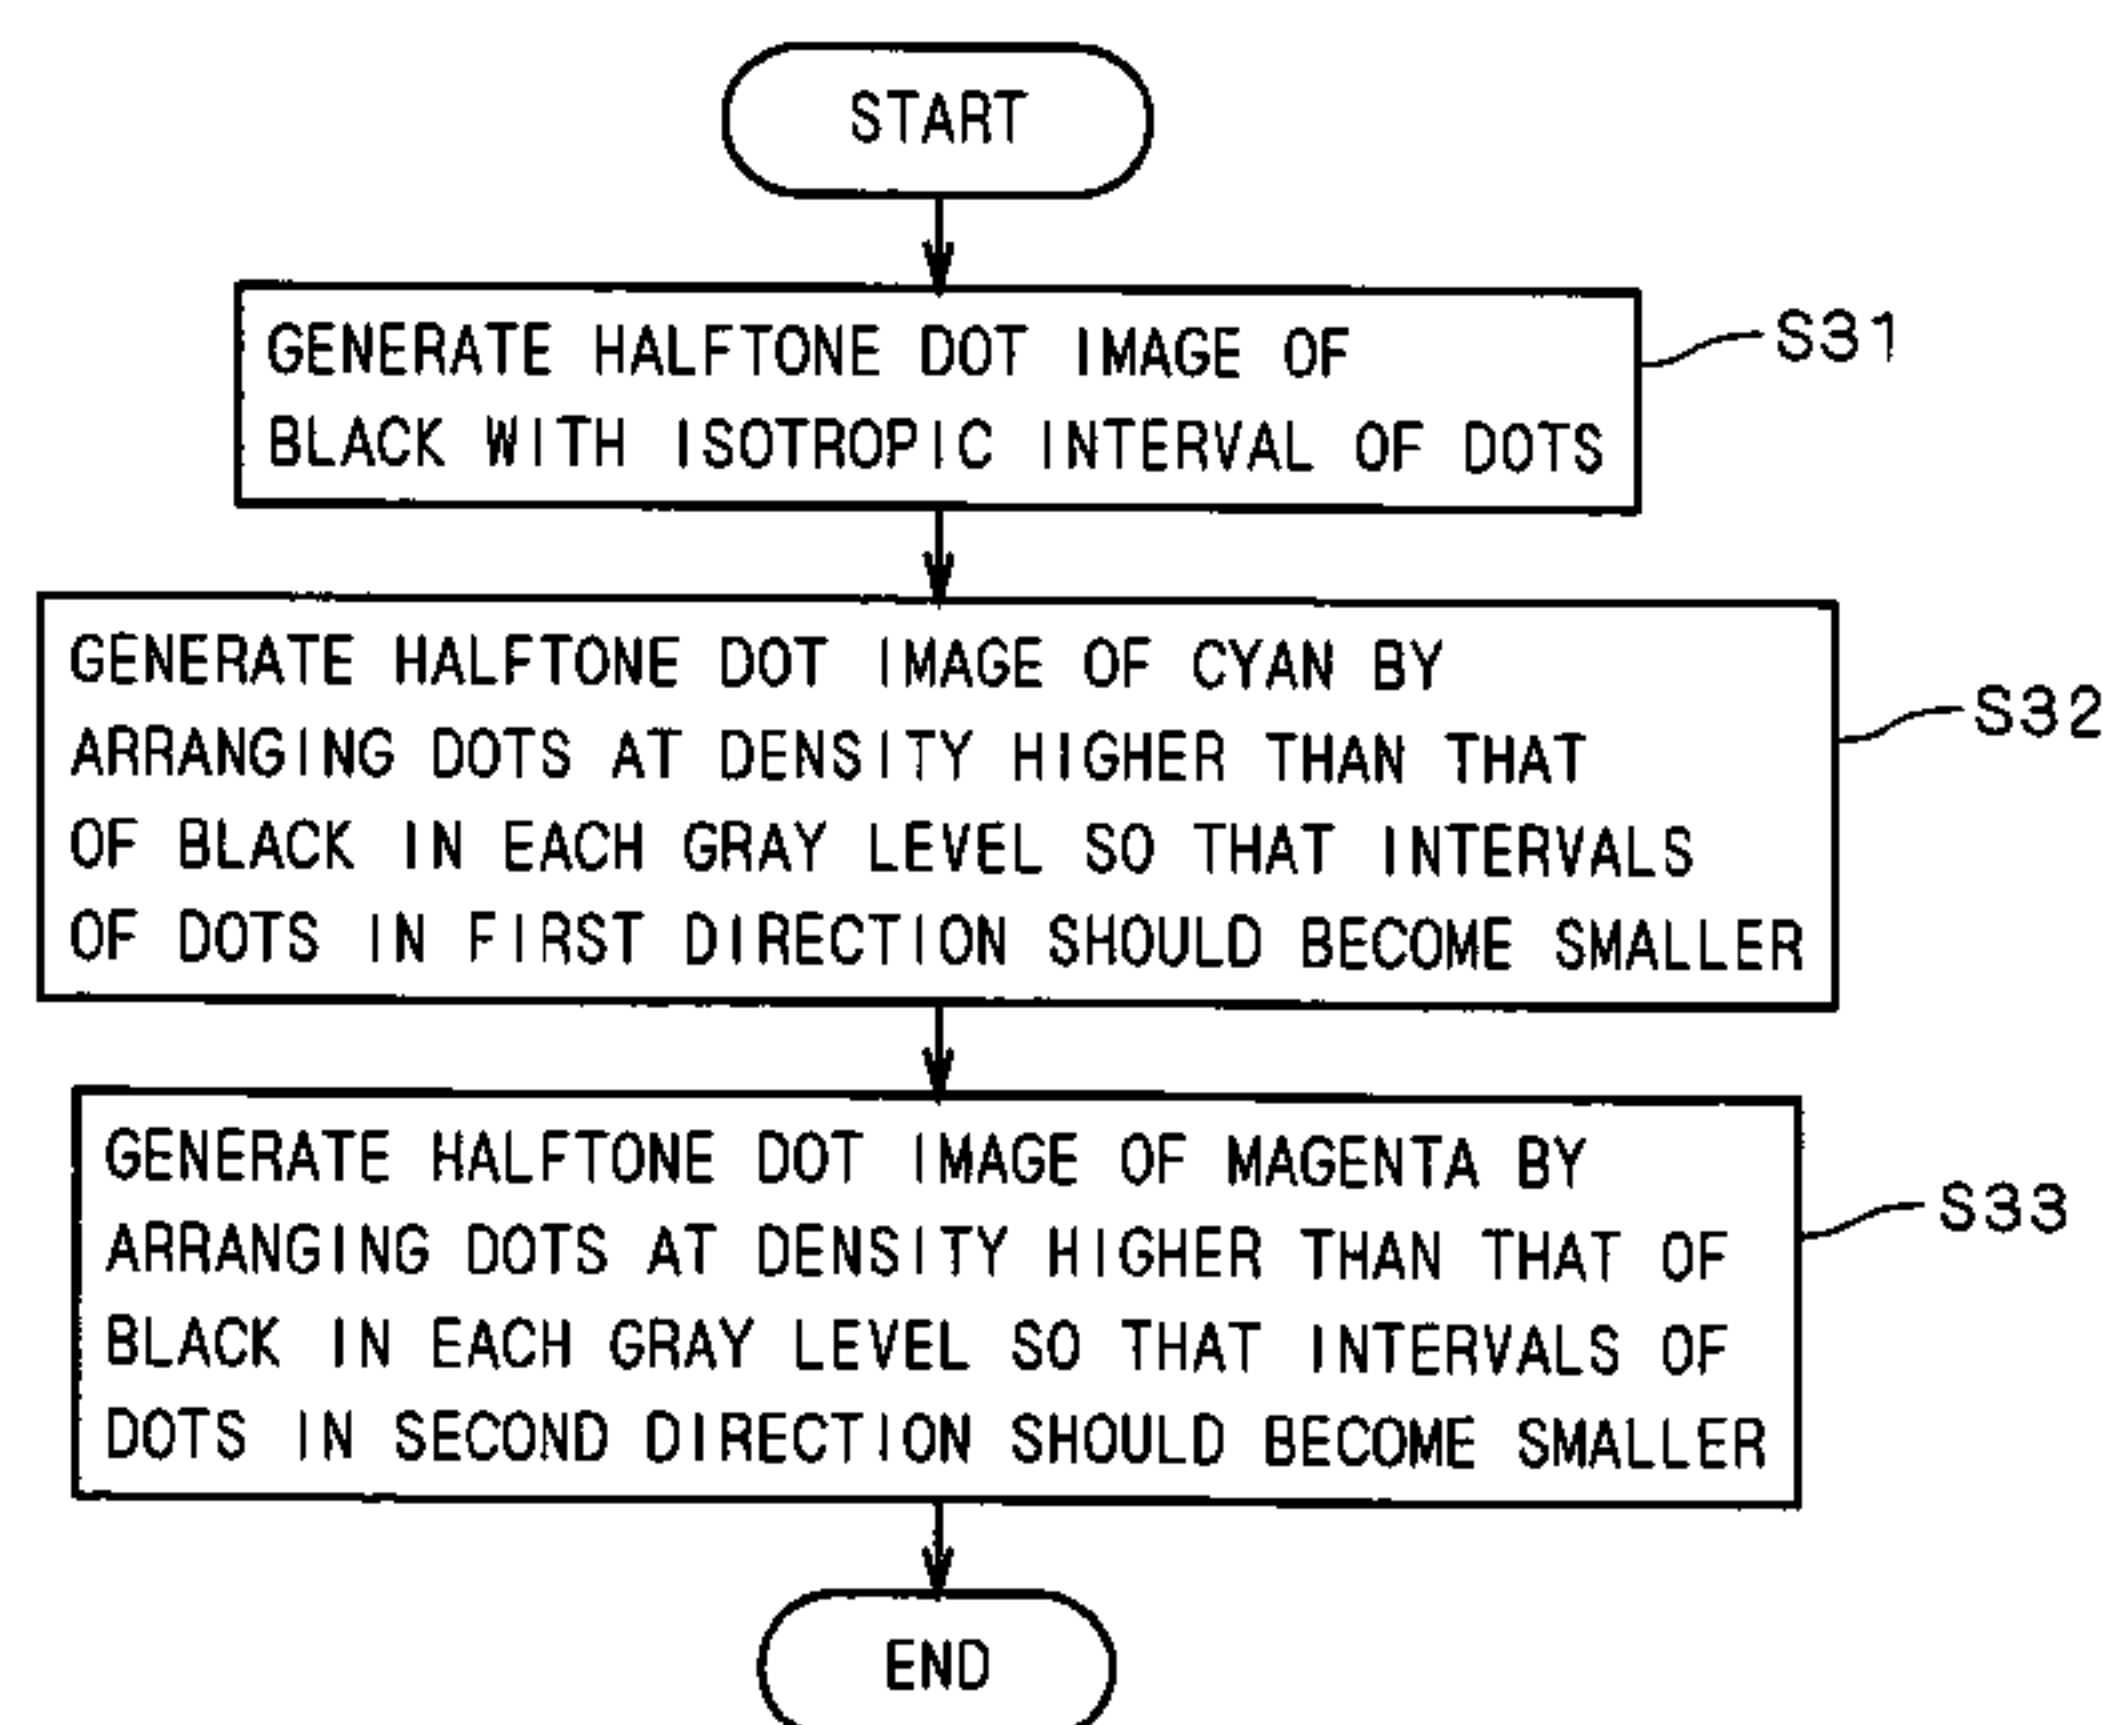 START
GENERATE HALFTONE DOT IMAGE OF
BLACK WITH ISOTROPIC INTERVAL OF DOTS
S31
GENERATE HALFTONE DOT IMAGE OF CYAN BY
ARRANGING DOTS AT DENSITY HIGHER THAN THAT
OF BLACK IN EACH GRAY LEVEL SO THAT INTERVALS
OF DOTS IN FIRST DIRECTION SHOULD BECOME SMALLER
S32
GENERATE HALFTONE DOT IMAGE OF MAGENTA BY
ARRANGING DOTS AT DENSITY HIGHER THAN THAT OF
BLACK IN EACH GRAY LEVEL SO THAT INTERVALS OF
DOTS IN SECOND DIRECTION SHOULD BECOME SMALLER
S33
END